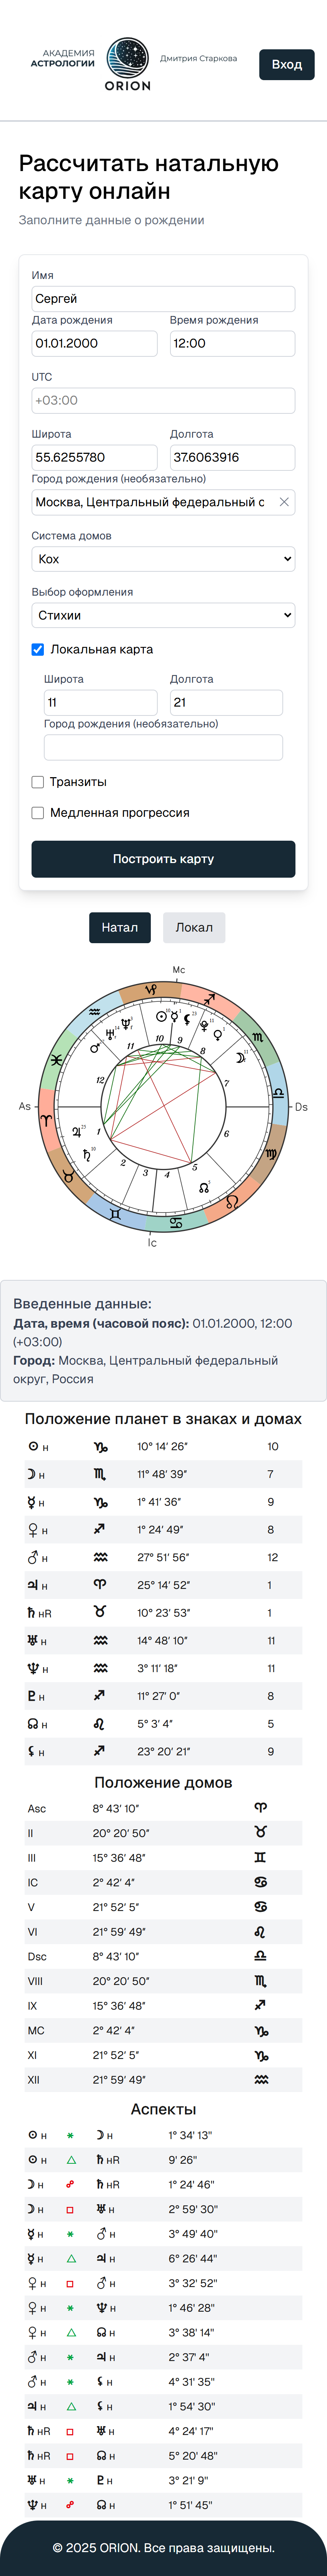 АКАДЕМИЯ
АСТРОЛОГИИ
Дмитрия Старкова
ORION
Вход
Рассчитать натальную
карту онлайн
Заполните данные о рождении
Имя
Сергей
Дата рождения Время рождения
01.01.2000 12:00
UTC
+03:00
Широта Долгота
55.6255780 37.6063916
Город рождения (необязательно)
Москва, Центральный федеральный с
Система домов
Кох
Выбор оформления
Стихии
Локальная карта
Широта Долгота
11 21
Город рождения (необязательно)
Транзиты
Медленная прогрессия
Построить карту
Натал Локал
Mc
As
Ds
Ic
1
2
3
4
5
6
7
8
9
10
11
12
Введенные данные:
Дата, время (часовой пояс): 01.01.2000, 12:00
(+03:00)
Город: Москва, Центральный федеральный
округ, Россия
Положение планет в знаках и домах
☉ н ♑ 10° 14′ 26″ 10
☽ н ♏ 11° 48′ 39″ 7
☿ н ♑ 1° 41′ 36″ 9
♀ н ♐ 1° 24′ 49″ 8
♂ н ♒ 27° 51′ 56″ 12
♃ н ♈ 25° 14′ 52″ 1
♄ нR ♉ 10° 23′ 53″ 1
♅ н ♒ 14° 48′ 10″ 11
♆ н ♒ 3° 11′ 18″ 11
♇ н ♐ 11° 27′ 0″ 8
☊ н ♌ 5° 3′ 4″ 5
⚸ н ♐ 23° 20′ 21″ 9
Положение домов
Asc 8° 43′ 10″ ♈
II 20° 20′ 50″ ♉
III 15° 36′ 48″ ♊
IC 2° 42′ 4″ ♋
V 21° 52′ 5″ ♋
VI 21° 59′ 49″ ♌
Dsc 8° 43′ 10″ ♎
VIII 20° 20′ 50″ ♏
IX 15° 36′ 48″ ♐
MC 2° 42′ 4″ ♑
XI 21° 52′ 5″ ♑
XII 21° 59′ 49″ ♒
Аспекты
☉ н ⚹ ☽ н 1° 34' 13"
☉ н △ ♄ нR 9' 26"
☽ н ☍ ♄ нR 1° 24' 46"
☽ н □ ♅ н 2° 59' 30"
☿ н ⚹ ♂ н 3° 49' 40"
☿ н △ ♃ н 6° 26' 44"
♀ н □ ♂ н 3° 32' 52"
♀ н ⚹ ♆ н 1° 46' 28"
♀ н △ ☊ н 3° 38' 14"
♂ н ⚹ ♃ н 2° 37' 4"
♂ н ⚹ ⚸ н 4° 31' 35"
♃ н △ ⚸ н 1° 54' 30"
♄ нR □ ♅ н 4° 24' 17"
♄ нR □ ☊ н 5° 20' 48"
♅ н ⚹ ♇ н 3° 21' 9"
♆ н ☍ ☊ н 1° 51' 45"
© 2025 ORION. Все права защищены.